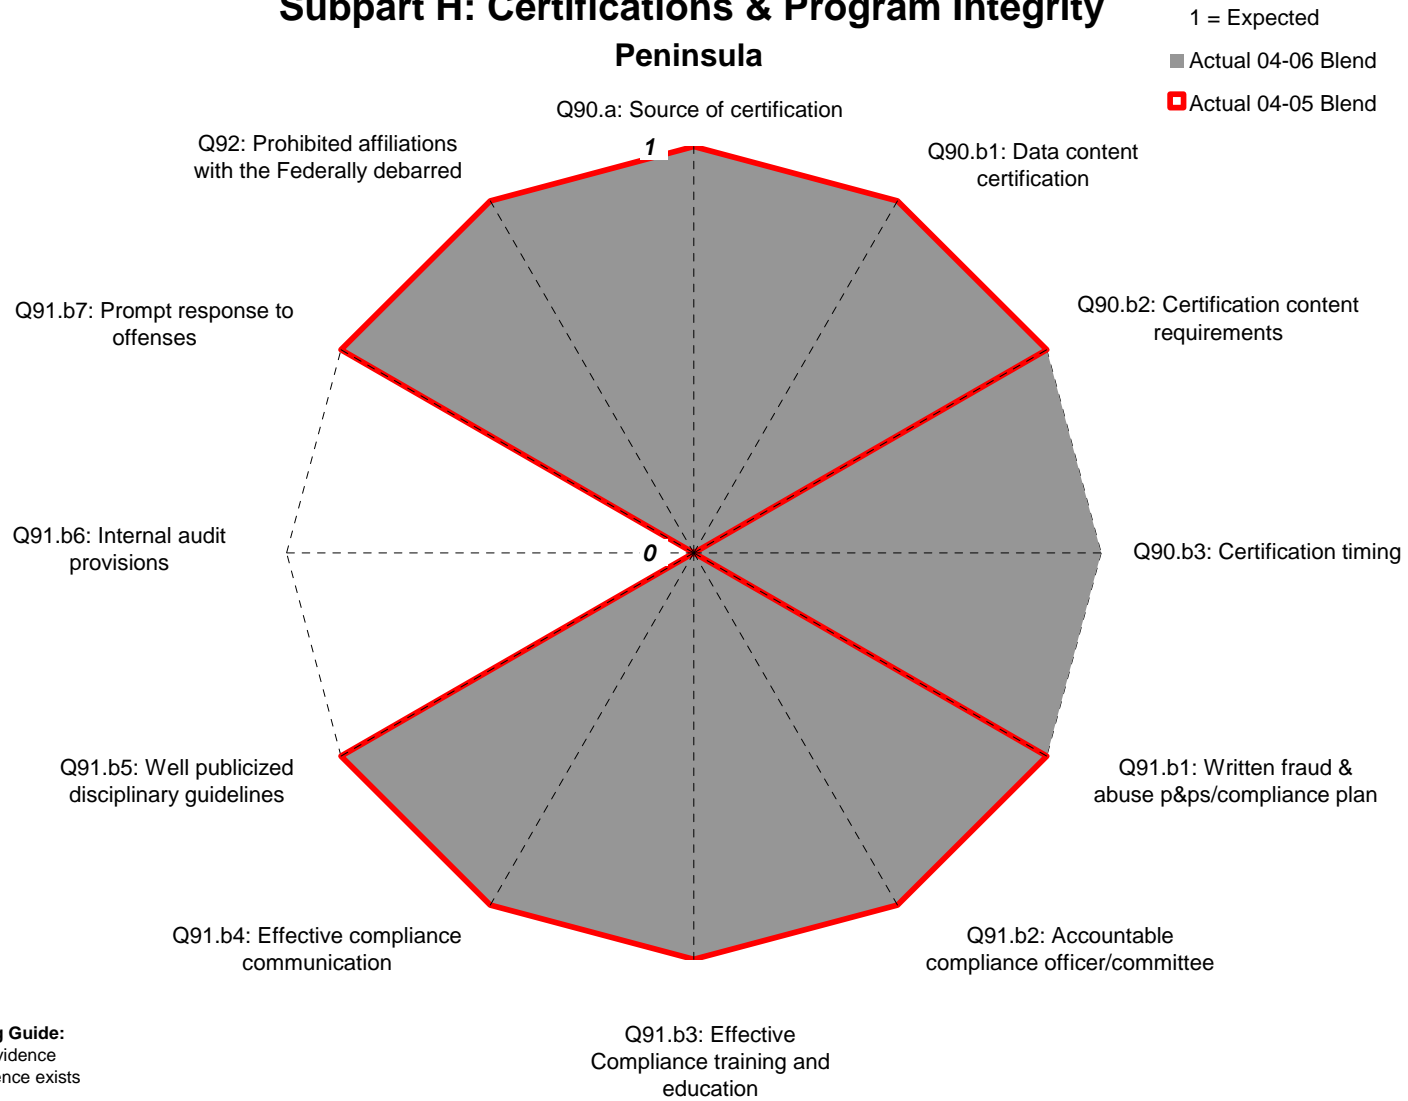 Subpart H: Certifications & Program Integrity
Peninsula
1 = Expected
Actual 04-06 Blend
Actual 04-05 Blend
Q90.a: Source of certification
Q90.b1: Data content
certification
Q90.b2: Certification content
requirements
Q90.b3: Certification timing
Q91.b1: Written fraud &
abuse p&ps/compliance plan
Q91.b2: Accountable
compliance officer/committee
Q91.b3: Effective
Compliance training and
education
Q91.b4: Effective compliance
communication
Q91.b5: Well publicized
disciplinary guidelines
Q91.b6: Internal audit
provisions
Q91.b7: Prompt response to
offenses
Q92: Prohibited affiliations
with the Federally debarred
1
0
Guide:
exists